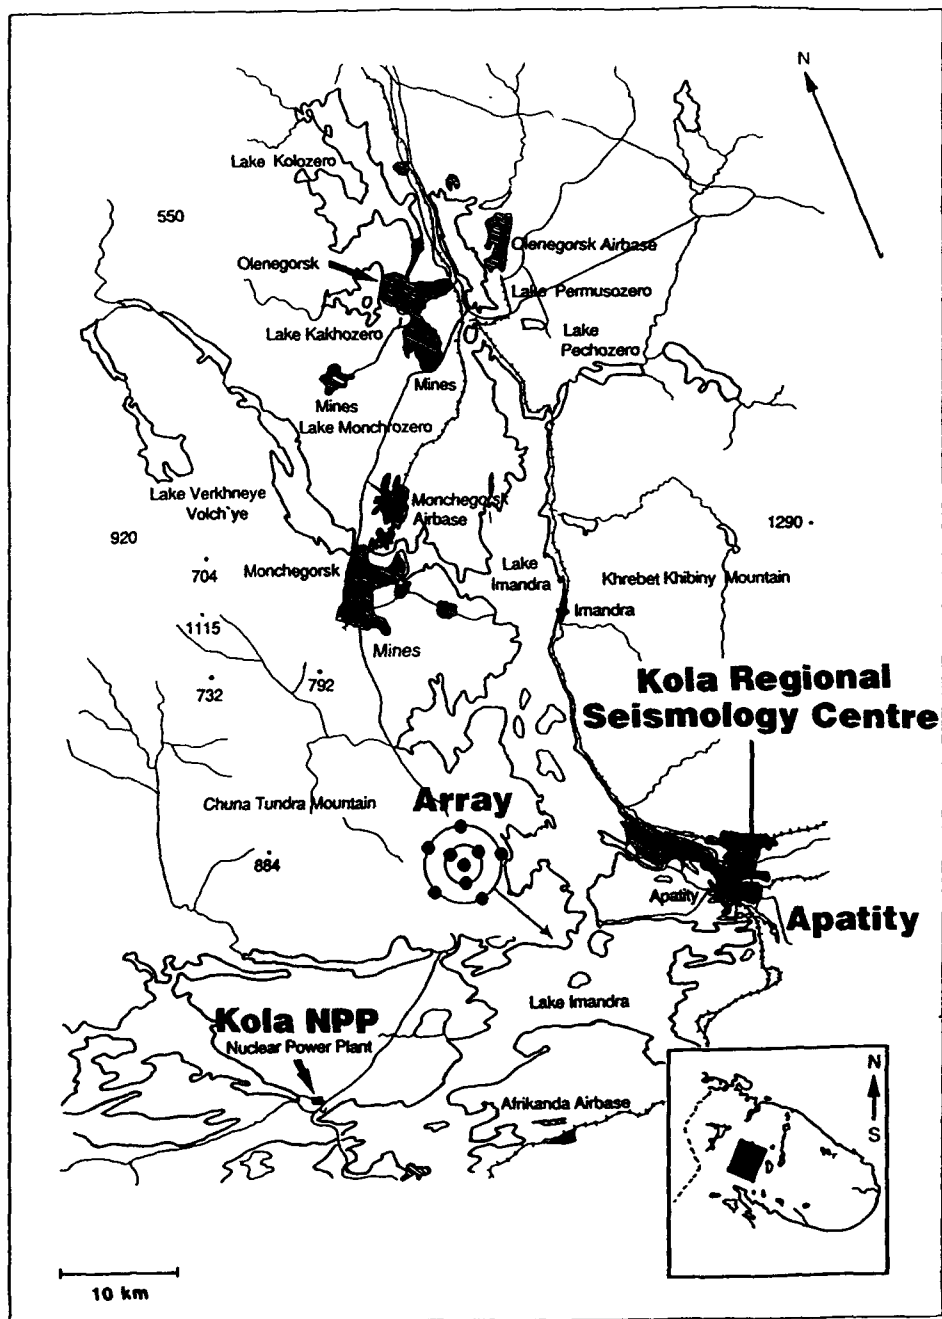 N
Lake Kolozero
550
Olenegorsk Airbase
Olenegorsk
Lake Permusozero
Lake Kakhozero
Lake
Pechozero
Mines
Mines
Lake Monchrozero
Lake Verkhneye
Volch'ye
Monchegorsk
Airbase
920
1290
704
Monchegorsk
Lake
Imandra
Khrebet Khibiny Mountain
Imandra
1115
Mines
732
792
Kola Regional
Seismology Centre
Chuna Tundra Mountain
Array
884
Apatity
Apatity
Lake Imandra
Kola NPP
Nuclear Power Plant
Afrikanda Airbase
N
S
10 km